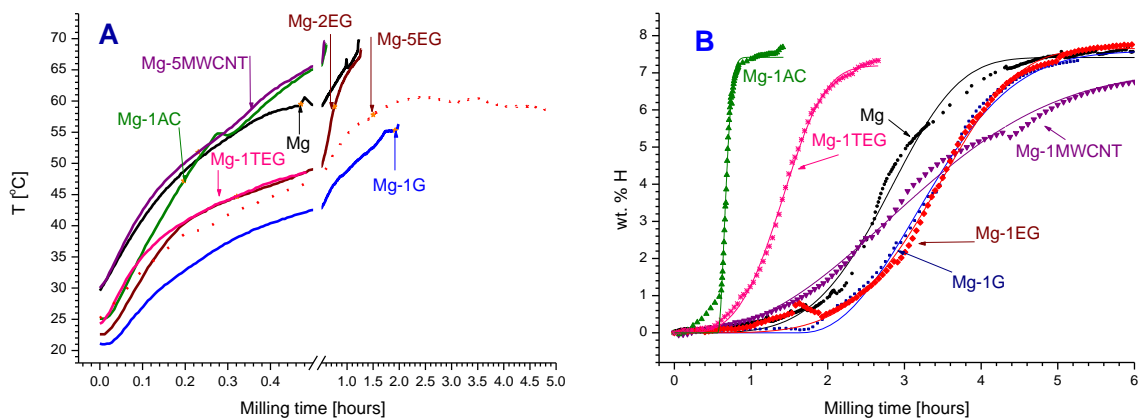 A
T [°C]
70
65
60
55
50
45
40
35
30
25
20
Mg-2EG
Mg-5EG
Mg-5MWCNT
Mg-1AC
Mg
Mg-1TEG
Mg-1G
0.0 0.1 0.2 0.3 0.4 1.0 1.5 2.0 2.5 3.0 3.5 4.0 4.5 5.0
Milling time [hours]
B
wt. % H
8
7
6
5
4
3
2
1
0
Mg-1AC
Mg
Mg-1TEG
Mg-1MWCNT
Mg-1EG
Mg-1G
0 1 2 3 4 5 6
Milling time [hours]